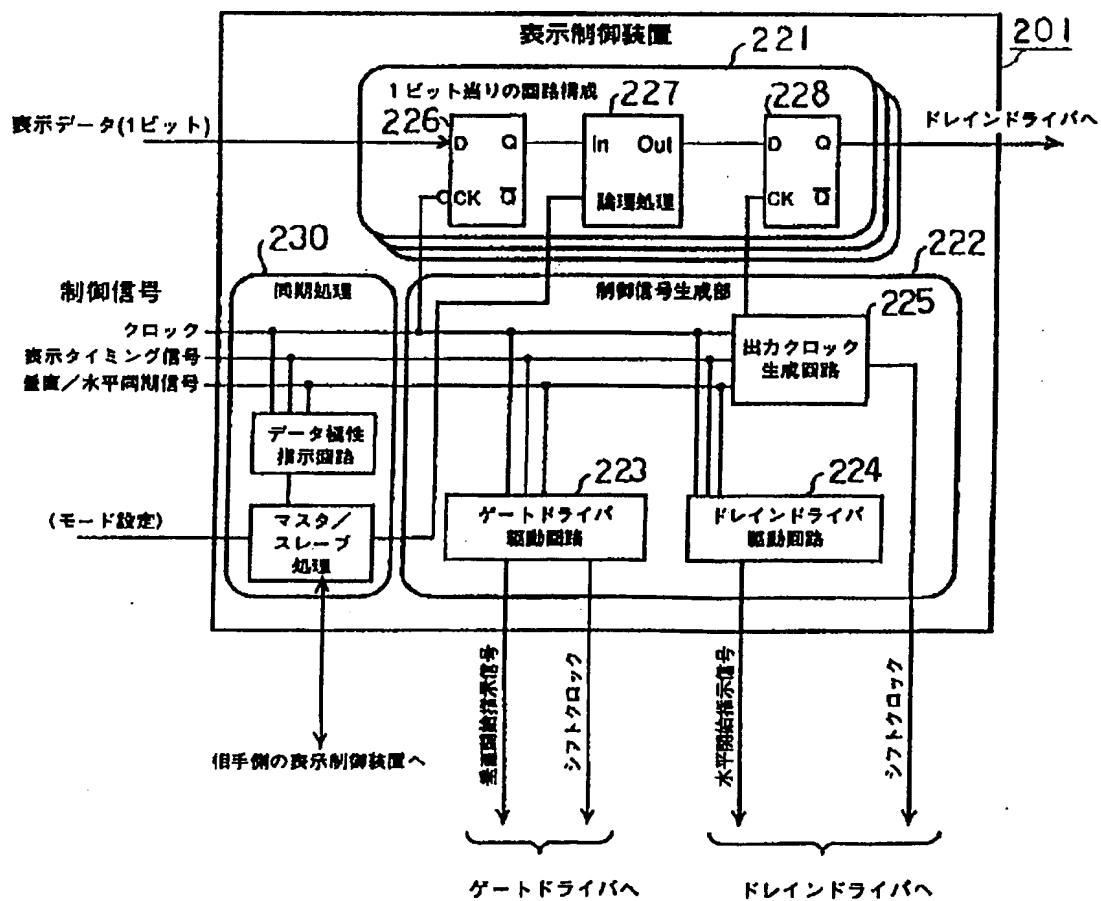 表示制御装置
201
221
1ビット当りの回路構成
226
227
228
表示データ(1ビット)
ドレインドライバへ
D Q
In Out
D Q
CK Q̅
論理処理
CK Q̅
230
222
制御信号
同期処理
制御信号生成部
225
クロック
表示タイミング信号
垂直/水平同期信号
出力クロック
生成回路
データ極性
指示回路
223
224
(モード設定)
マスタ/
スレーブ
処理
ゲートドライバ
駆動回路
ドレインドライバ
駆動回路
垂直開始指示信号
シフトクロック
水平開始指示信号
シフトクロック
相手側の表示制御装置へ
ゲートドライバへ
ドレインドライバへ